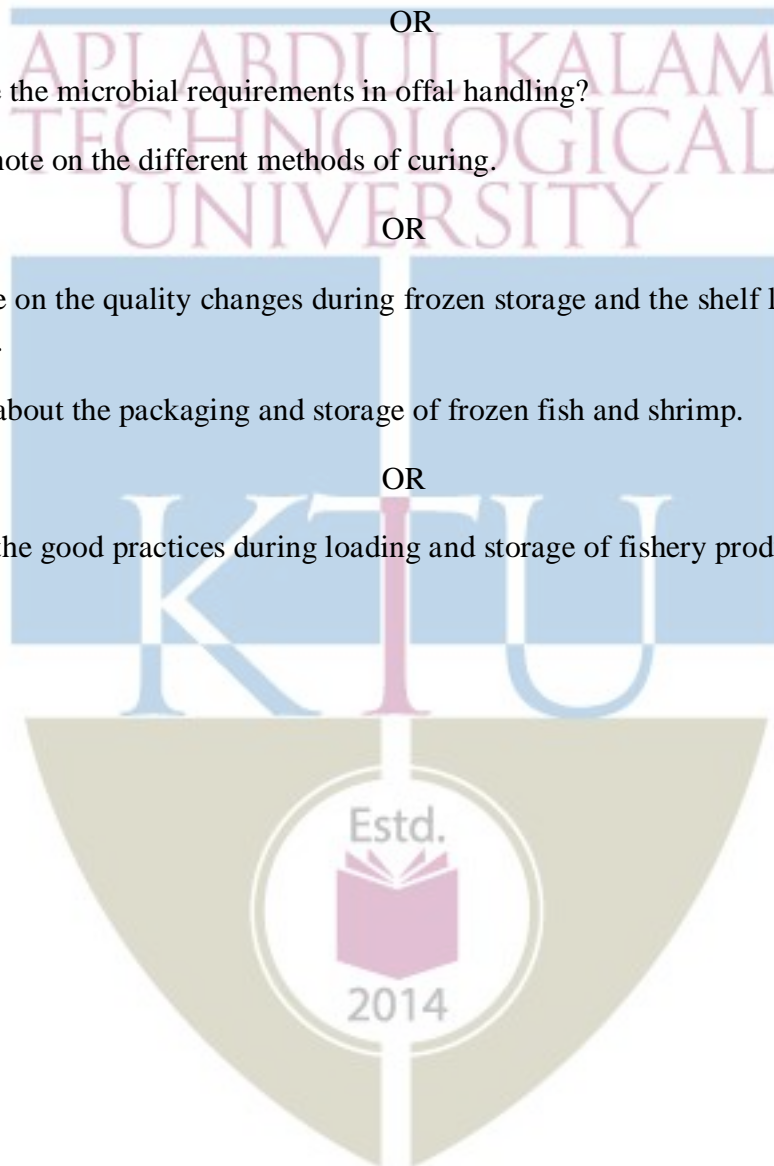 OR
the microbial requirements in offal handling?
note on the different methods of curing.
OR
on the quality changes during frozen storage and the shelf
about the packaging and storage of frozen fish and shrimp.
OR
the good practices during loading and storage of fishery
APJ ABDUL KALAM
TECHNOLOGICAL
UNIVERSITY
KTU
Estd.
2014